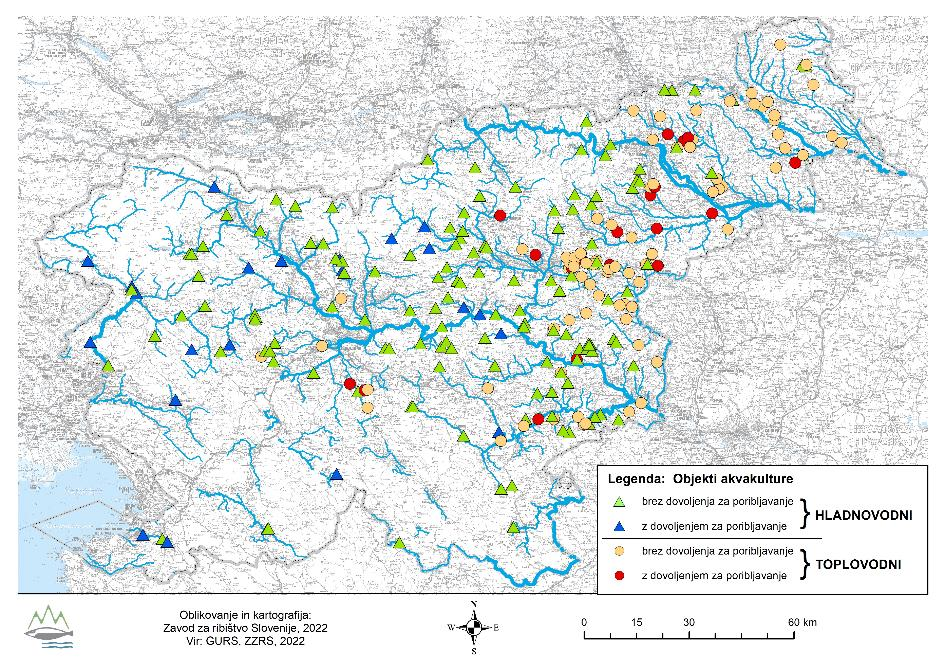 Legenda: Objekti akvakulture
brez dovoljenja za poribljavanje
z dovoljenjem za poribljavanje
} HLADNOVODNI
brez dovoljenja za poribljavanje
z dovoljenjem za poribljavanje
} TOPLOVODNI
Oblikovanje in kartografija:
Zavod za ribištvo Slovenije, 2022
Vir: GURS, ZZRS, 2022
N
W E
S
0 15 30 60 km